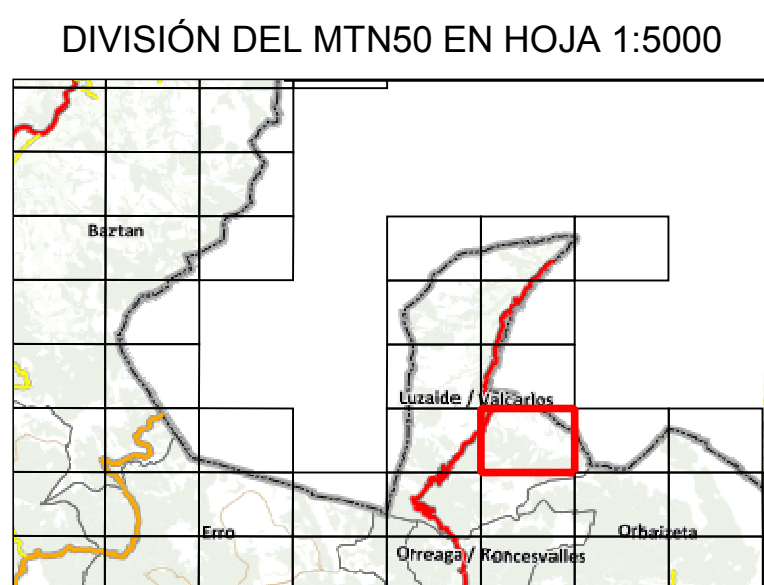 DIVISIÓN DEL MTN50 EN HOJA 1:5000
Baztan
Luzaide / Valcarlos
Erro
Orbaizeta
Orreaga / Roncesvalles